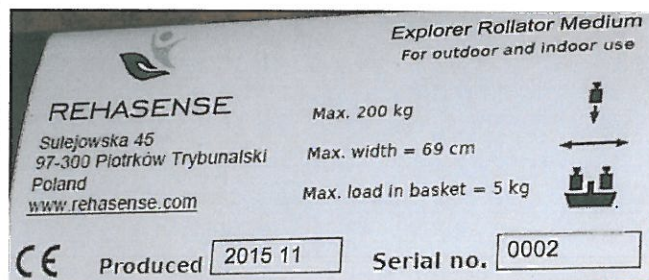 Explorer Rollator Medium
For outdoor and indoor use
REHASENSE
Sulejowska 45
97-300 Piotrków Trybunalski
Poland
www.rehasense.com
Max. 200 kg
Max. width = 69 cm
Max. load in basket = 5 kg
CE Produced 2015 11 Serial no. 0002